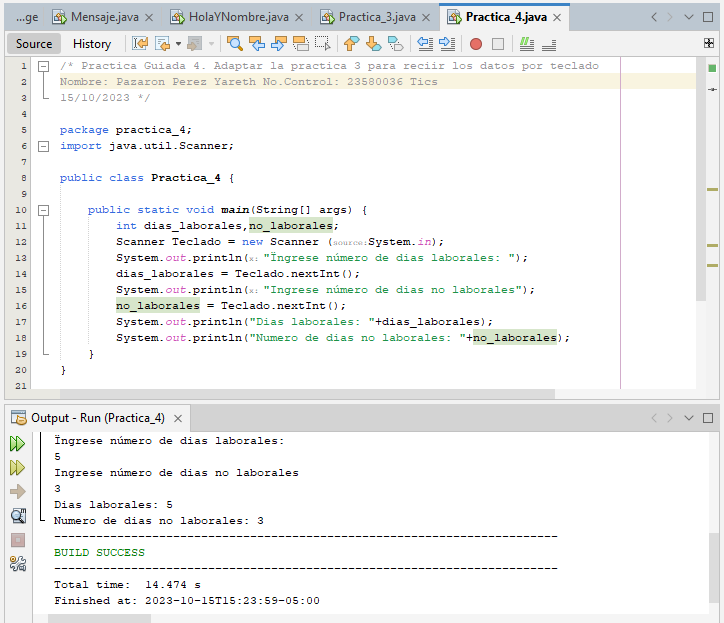 ...ge Mensaje.java HolaYNombre.java Practica_3.java Practica_4.java
Source History
1 /* Practica Guiada 4. Adaptar la practica 3 para reciir los datos por teclado
2 Nombre: Pazaron Perez Yareth No.Control: 23580036 Tics
3 15/10/2023 */
4
5 package practica_4;
6 import java.util.Scanner;
7
8 public class Practica_4 {
9
10 public static void main(String[] args) {
11 int dias_laborales,no_laborales;
12 Scanner Teclado = new Scanner (source:System.in);
13 System.out.println(x: "Ïngrese número de dias laborales: ");
14 dias_laborales = Teclado.nextInt();
15 System.out.println(x: "Ingrese número de dias no laborales");
16 no_laborales = Teclado.nextInt();
17 System.out.println("Dias laborales: "+dias_laborales);
18 System.out.println("Numero de dias no laborales: "+no_laborales);
19 }
20 }
21
Output - Run (Practica_4)
Ïngrese número de dias laborales:
5
Ingrese número de dias no laborales
3
Dias laborales: 5
Numero de dias no laborales: 3
------------------------------------------------------------------------
BUILD SUCCESS
------------------------------------------------------------------------
Total time:  14.474 s
Finished at: 2023-10-15T15:23:59-05:00